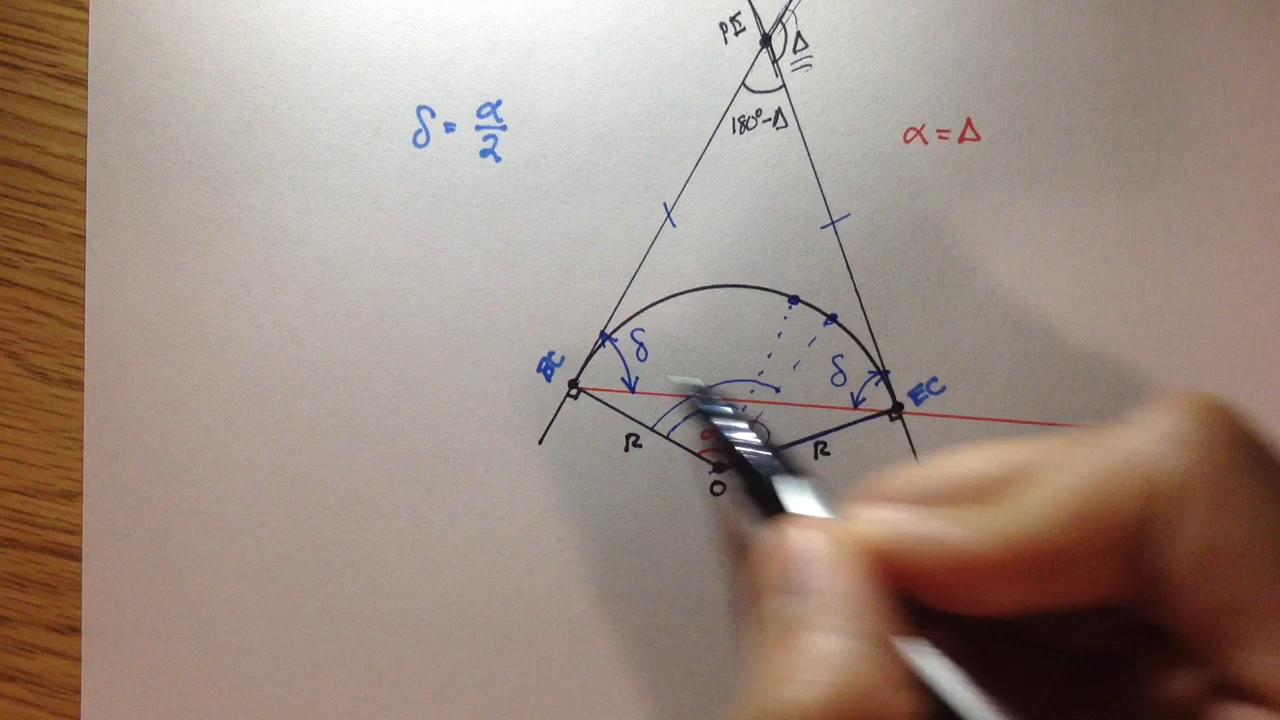 PI
Δ
180°-Δ
δ = α/2
α = Δ
δ
δ
BC
EC
R
R
O